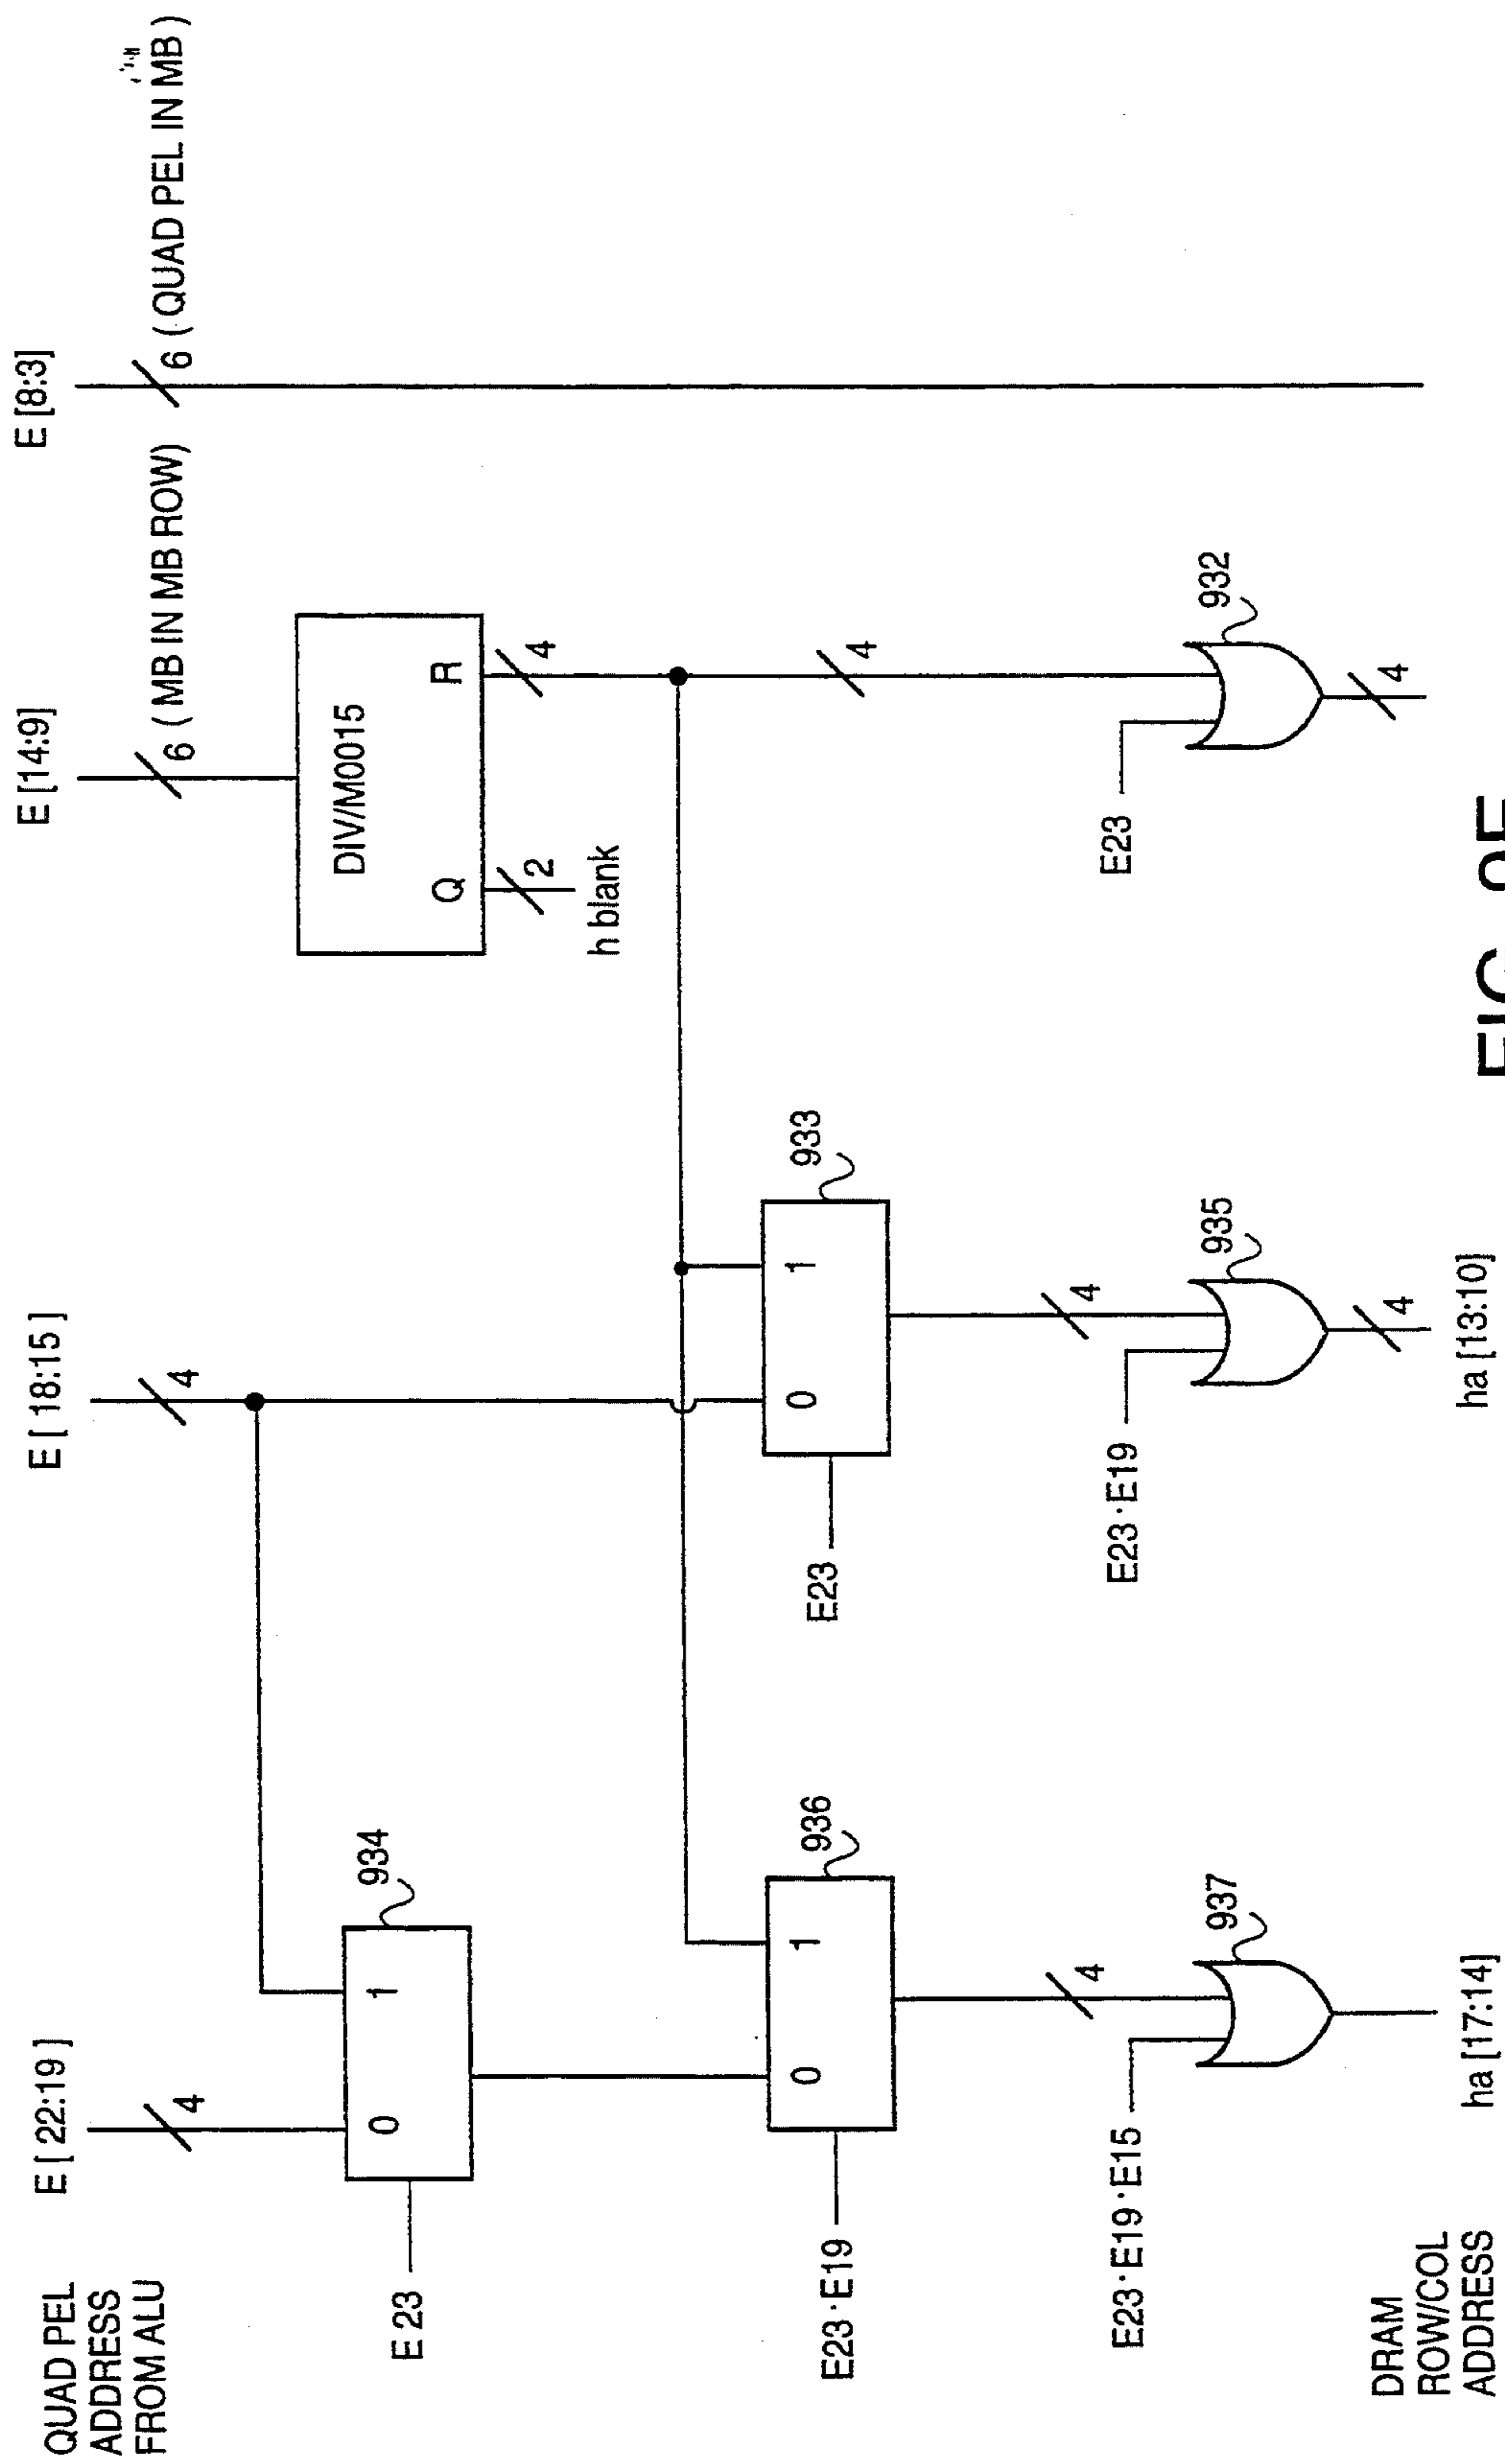 QUAD PEL
ADDRESS
FROM ALU
E [ 22:19 ]
E [ 18:15 ]
E [14:9]
E [8:3]
4
4
6 ( MB IN MB ROW)
6 ( QUAD PEL IN MB )
DIV/M0015
Q
R
2
4
h blank
0
1
934
E 23
4
0
1
936
E23·E19
0
1
933
E23
4
4
E23·E19·E15
937
E23·E19
935
E23
932
4
4
DRAM
ROW/COL
ADDRESS
ha [17:14]
ha [13:10]